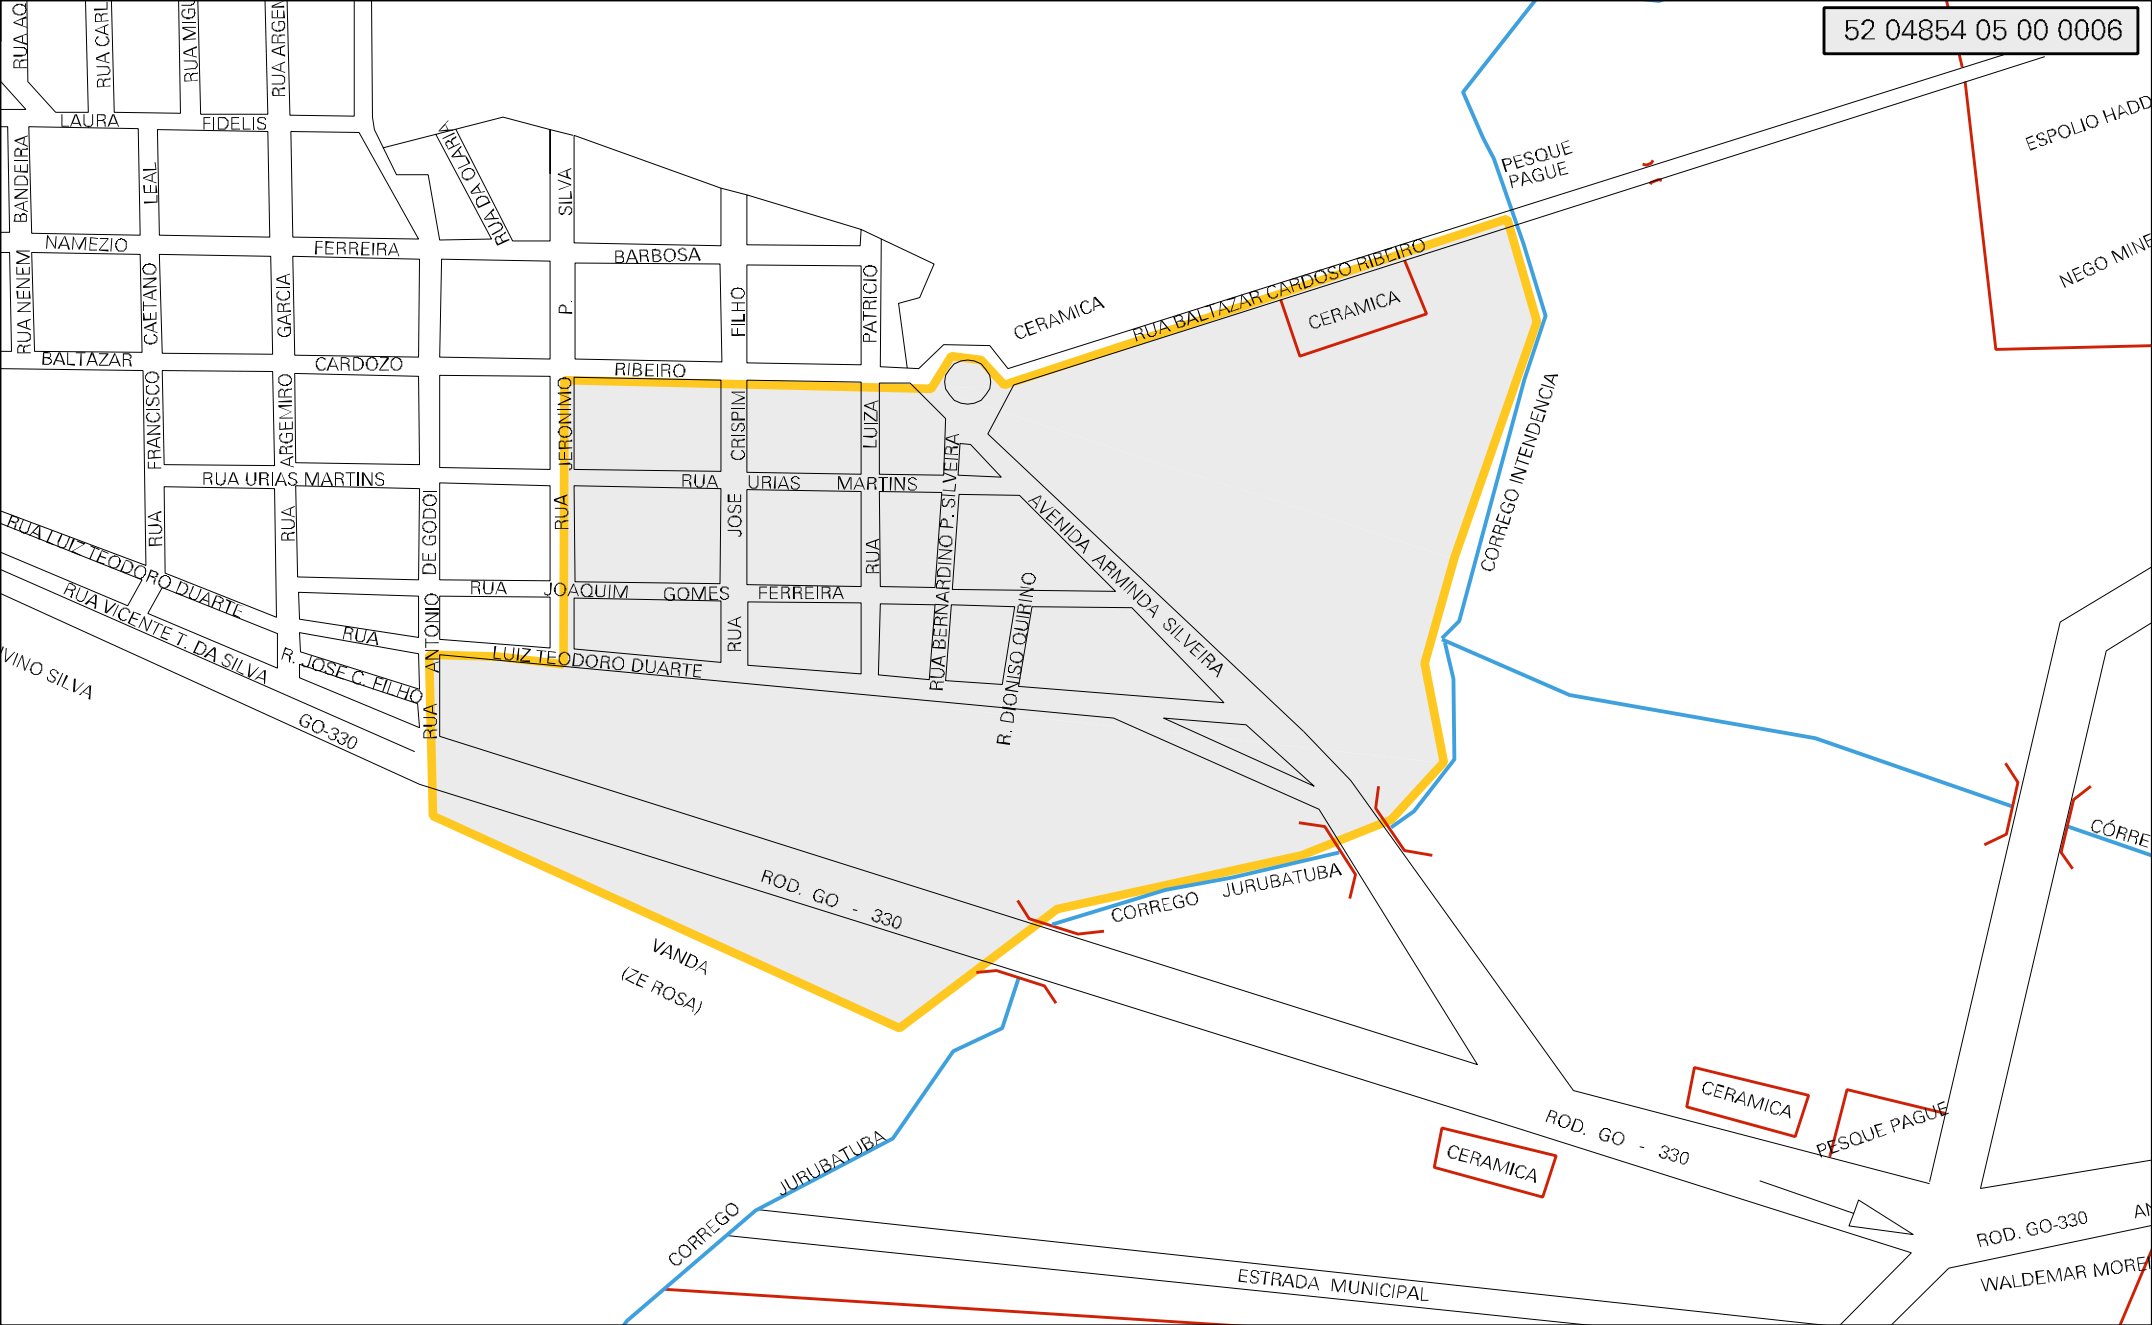 52 04854 05 00 0006
RUA AQ
RUA CARL
RUA MIGU
RUA ARGEN
LAURA FIDELIS
BANDEIRA
LEAL
RUA DA OLARIA
SILVA
PESQUE
PAGUE
ESPOLIO HADD
NEGO MINE
NAMEZIO FERREIRA BARBOSA
RUA NENEM
CAETANO
GARCIA
P.
FILHO
PATRICIO
CERAMICA
RUA BALTAZAR CARDOSO RIBEIRO
CERAMICA
BALTAZAR CARDOZO RIBEIRO
FRANCISCO
ARGEMIRO
JERONIMO
CRISPIM
LUIZA
CORREGO INTENDENCIA
RUA URIAS MARTINS
RUA URIAS MARTINS
RUA
RUA
DE GODO
RUA
JOSE
RUA
RUA BERNARDINO P. SILVEIRA
AVENIDA ARMINDA SILVEIRA
RUA LUIZ TEODORO DUARTE
RUA VICENTE T. DA SILVA
RUA JOAQUIM GOMES FERREIRA
R. DIONISO QUIRINO
ANTONIO
RUA
RUA
RUA
LUIZ TEODORO DUARTE
R. JOSE C. FILHO
VINO SILVA
GO-330
ROD. GO - 330
CORREGO JURUBATUBA
CÓRRE
VANDA
(ZE ROSA)
CERAMICA
PESQUE PAGUE
CERAMICA
ROD. GO - 330
CORREGO JURUBATUBA
ROD. GO-330 AN
WALDEMAR MOREI
ESTRADA MUNICIPAL